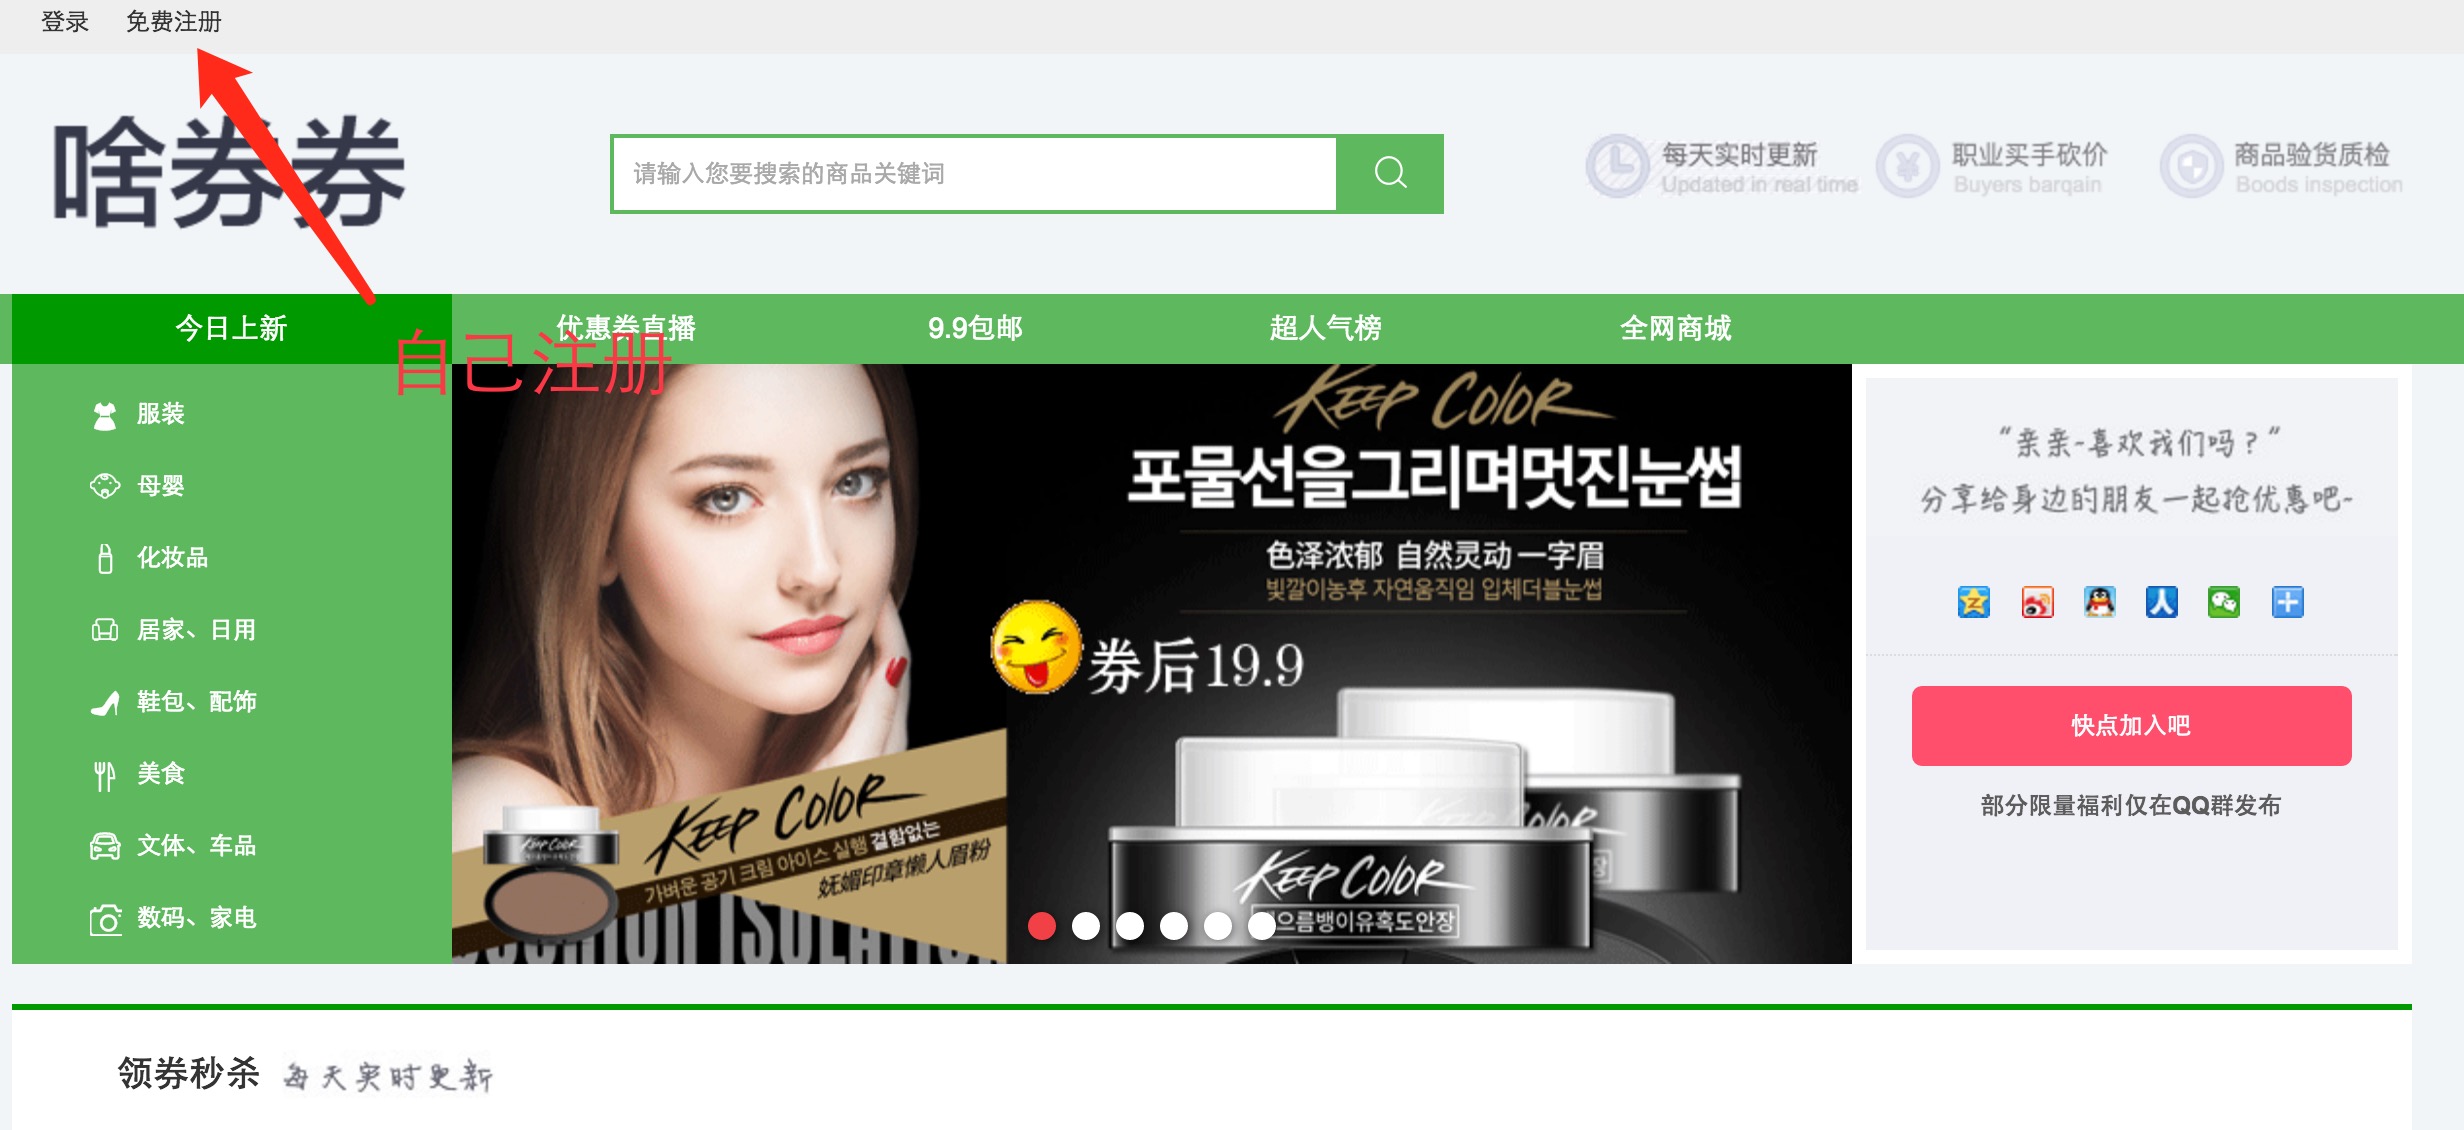 登录 免费注册
啥券券
请输入您要搜索的商品关键词
每天实时更新
Updated in real time
职业买手砍价
Buyers barqain
商品验货质检
Boods inspection
今日上新 优惠券直播 9.9包邮 超人气榜 全网商城
自己注册
服装
母婴
化妆品
居家、日用
鞋包、配饰
美食
文体、车品
数码、家电
KEEP COLOR
포물선을그리며멋진눈썹
色泽浓郁 自然灵动 一字眉
빛깔이농후 자연움직임 입체더블눈썹
券后19.9
KEEP COLOR
가벼운 공기 크림 아이스 실행 결함없는
妩媚印章懒人眉粉
KEEP COLOR
KEEP COLOR
으름뱅이유혹도안장
“亲亲-喜欢我们吗？”
分享给身边的朋友一起抢优惠吧~
快点加入吧
部分限量福利仅在QQ群发布
领券秒杀 每天实时更新